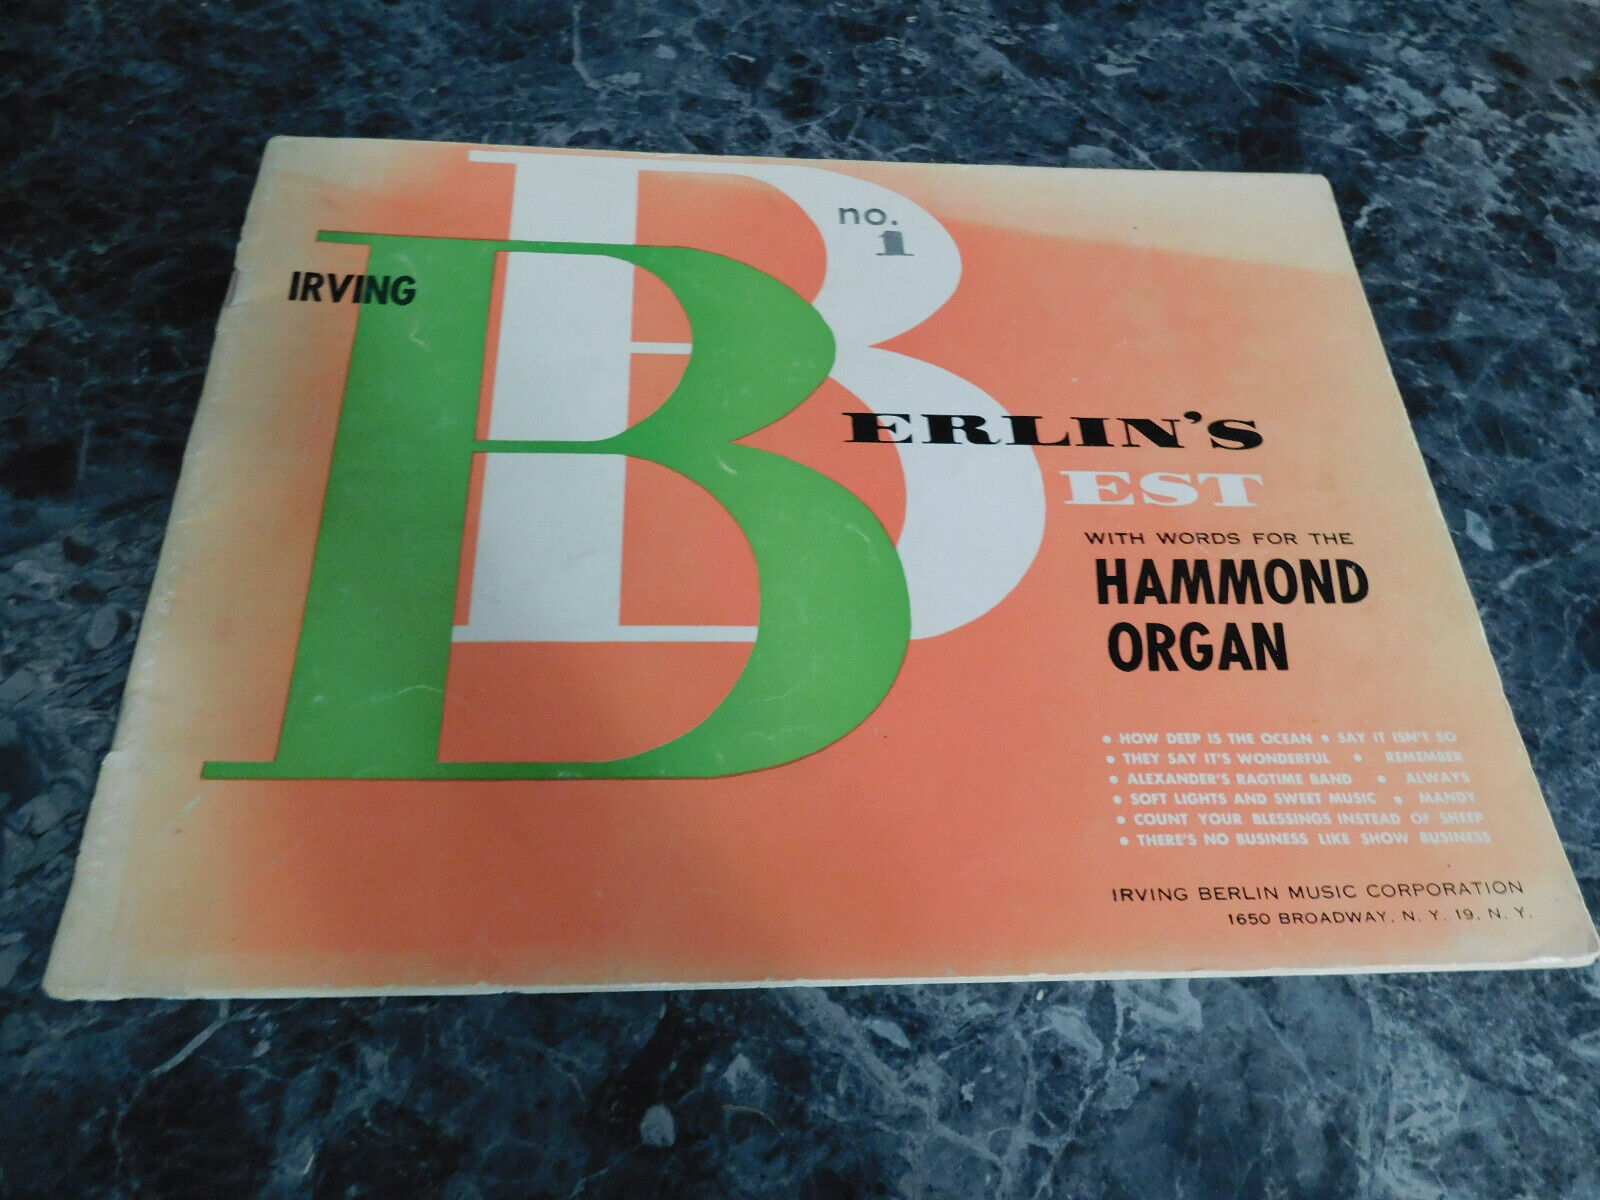 no.
1
IRVING
BERLIN'S
BEST
WITH WORDS FOR THE
HAMMOND
ORGAN
• HOW DEEP IS THE OCEAN • SAY IT ISN'T SO
• THEY SAY IT'S WONDERFUL • REMEMBER
• ALEXANDER'S RAGTIME BAND • ALWAYS
• SOFT LIGHTS AND SWEET MUSIC • MANDY
• COUNT YOUR BLESSINGS INSTEAD OF SHEEP
• THERE'S NO BUSINESS LIKE SHOW BUSINESS
IRVING BERLIN MUSIC CORPORATION
1650 BROADWAY, N. Y. 19, N. Y.